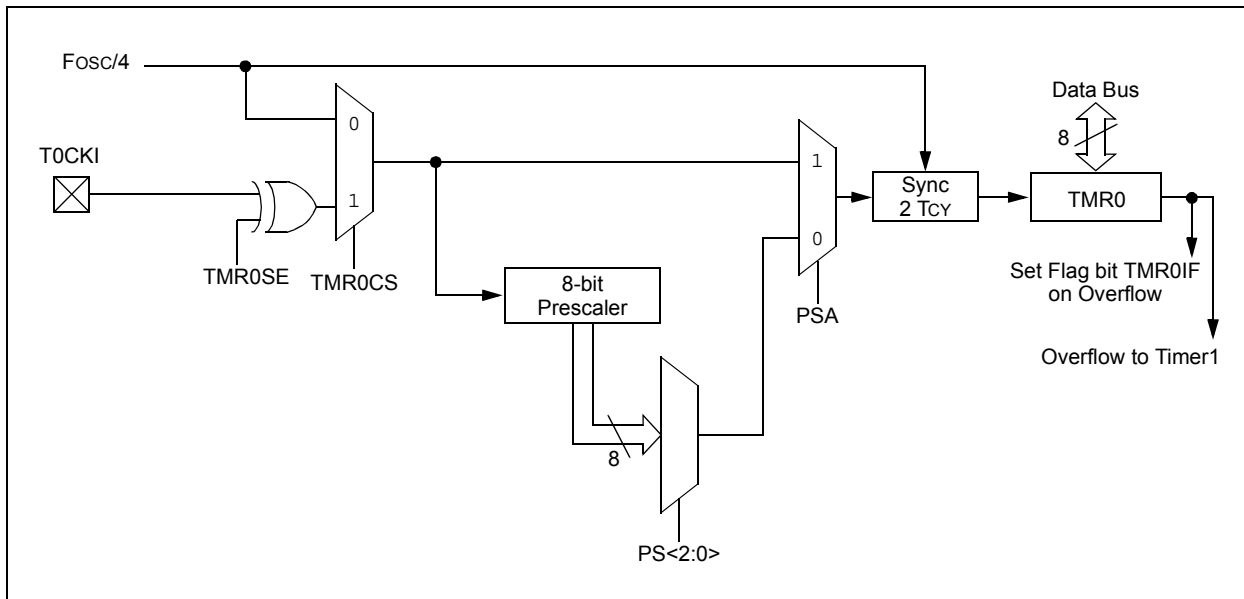 FOSC/4
Data Bus
8
T0CKI
0
1
TMR0SE
TMR0CS
8-bit
Prescaler
8
PS<2:0>
1
0
PSA
Sync
2 TCY
TMR0
Set Flag bit TMR0IF
on Overflow
Overflow to Timer1